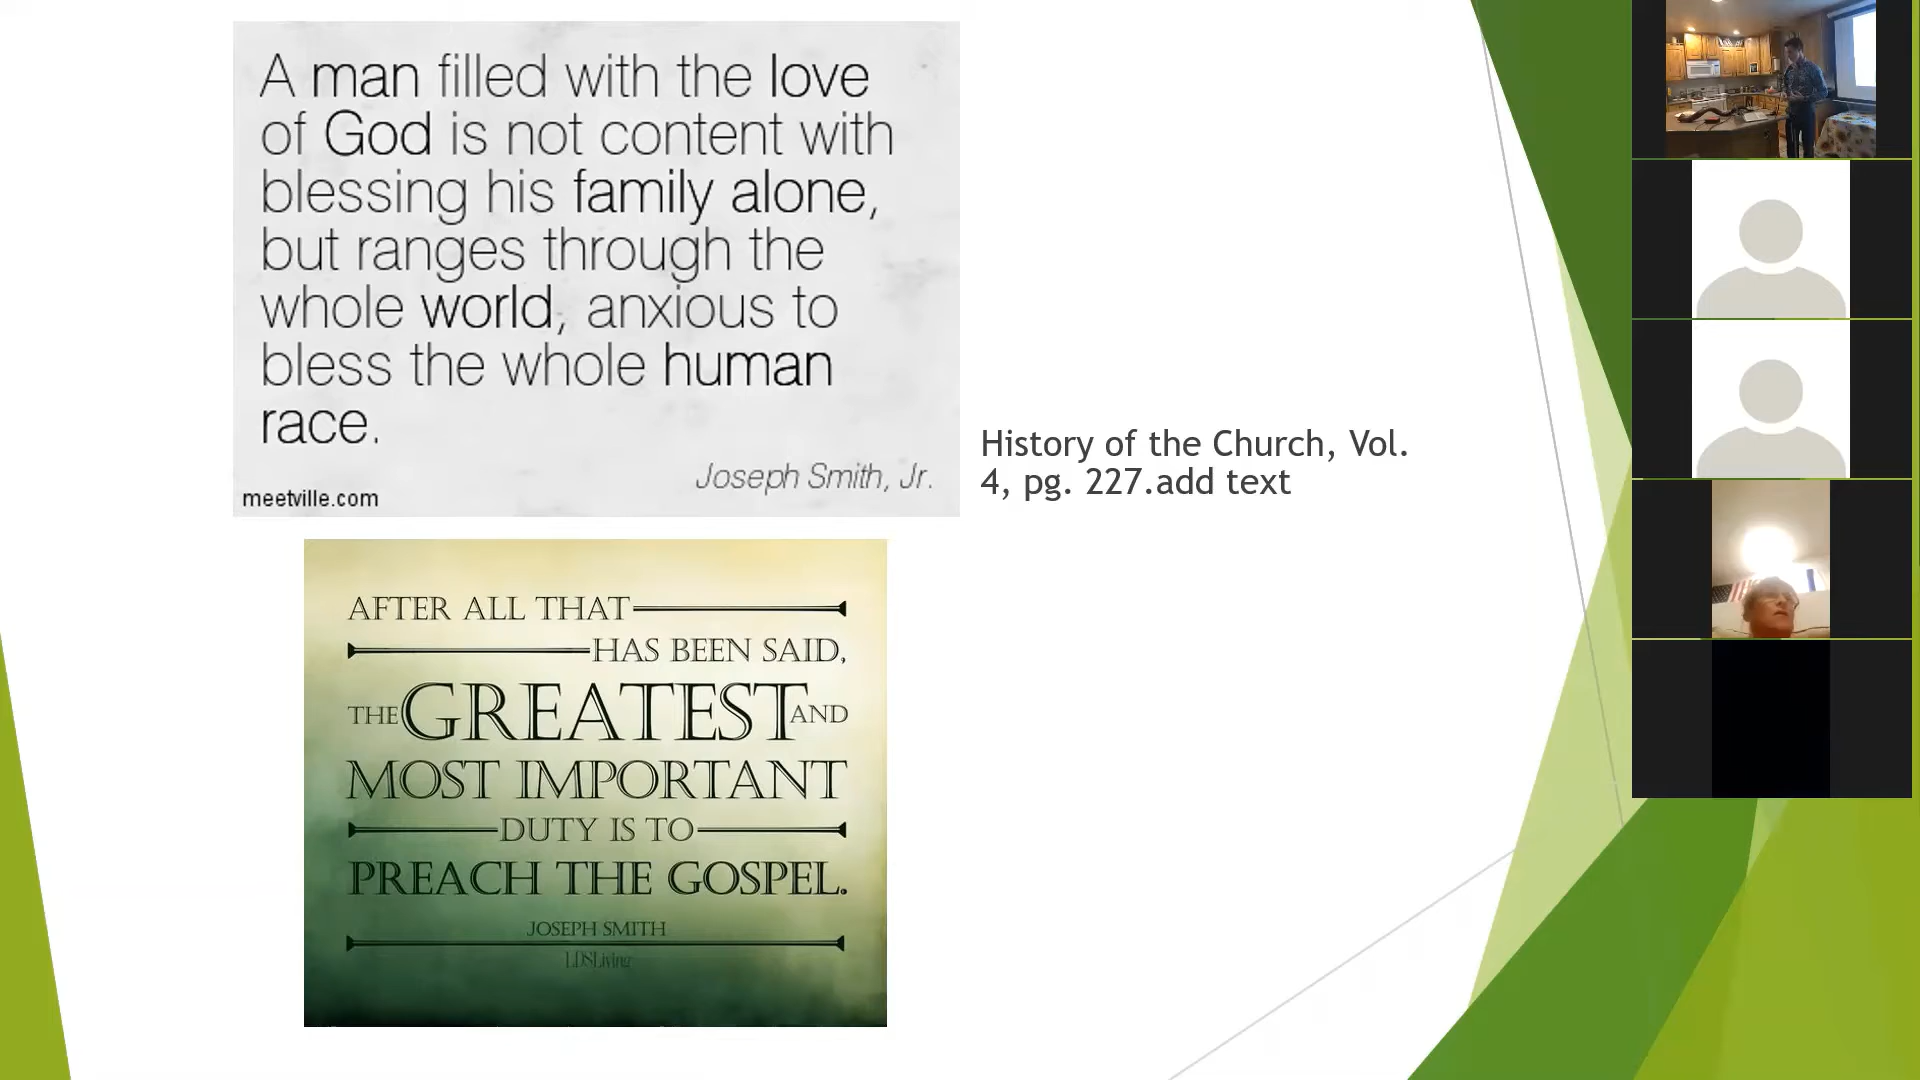 A man filled with the love
of God is not content with
blessing his family alone,
but ranges through the
whole world, anxious to
bless the whole human
race.
Joseph Smith, Jr.
meetville.com
History of the Church, Vol.
4, pg. 227.add text
AFTER ALL THAT
HAS BEEN SAID,
THE GREATEST AND
MOST IMPORTANT
DUTY IS TO
PREACH THE GOSPEL.
JOSEPH SMITH
LDSLiving